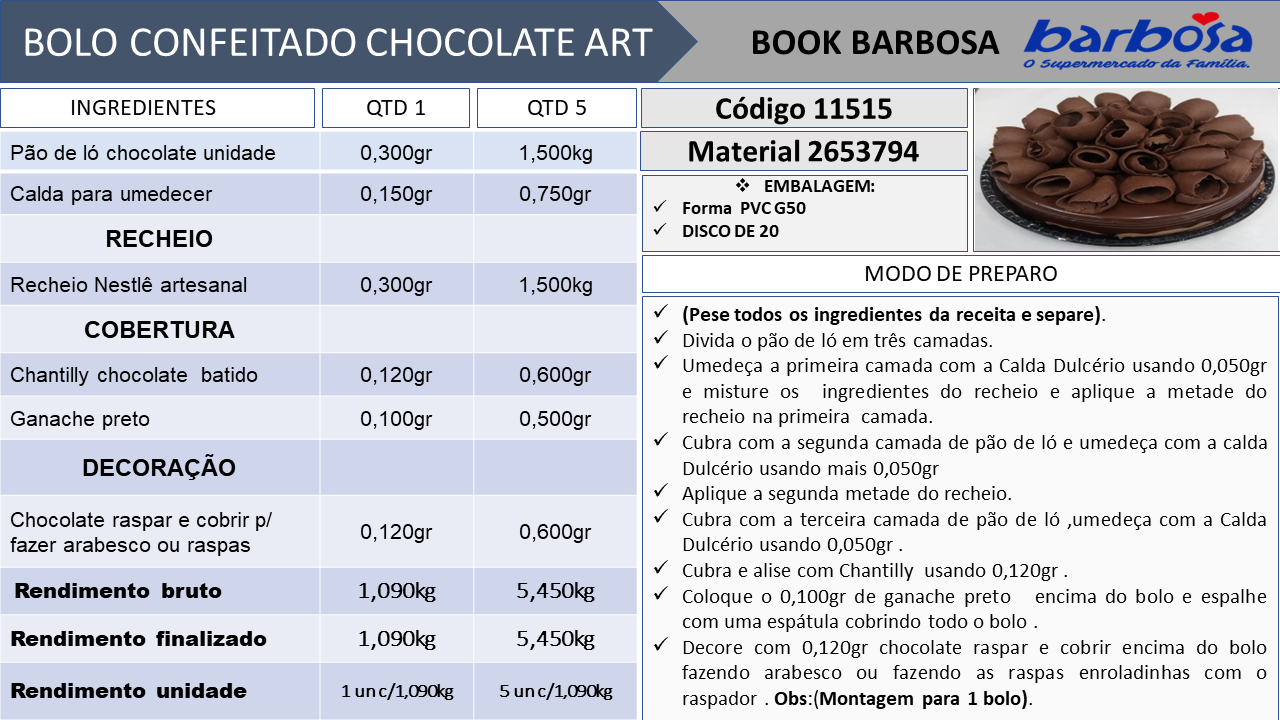 BOLO CONFEITADO CHOCOLATE ART
BOOK BARBOSA
barbosa
O Supermercado da Família.
INGREDIENTES QTD 1 QTD 5
Pão de ló chocolate unidade 0,300gr 1,500kg
Calda para umedecer 0,150gr 0,750gr
RECHEIO
Recheio Nestlê artesanal 0,300gr 1,500kg
COBERTURA
Chantilly chocolate batido 0,120gr 0,600gr
Ganache preto 0,100gr 0,500gr
DECORAÇÃO
Chocolate raspar e cobrir p/
fazer arabesco ou raspas 0,120gr 0,600gr
Rendimento bruto 1,090kg 5,450kg
Rendimento finalizado 1,090kg 5,450kg
Rendimento unidade 1 un c/1,090kg 5 un c/1,090kg
Código 11515
Material 2653794
❖ EMBALAGEM:
✓ Forma PVC G50
✓ DISCO DE 20
MODO DE PREPARO
✓ (Pese todos os ingredientes da receita e separe).
✓ Divida o pão de ló em três camadas.
✓ Umedeça a primeira camada com a Calda Dulcério usando 0,050gr
e misture os ingredientes do recheio e aplique a metade do
recheio na primeira camada.
✓ Cubra com a segunda camada de pão de ló e umedeça com a calda
Dulcério usando mais 0,050gr
✓ Aplique a segunda metade do recheio.
✓ Cubra com a terceira camada de pão de ló ,umedeça com a Calda
Dulcério usando 0,050gr .
✓ Cubra e alise com Chantilly usando 0,120gr .
✓ Coloque o 0,100gr de ganache preto encima do bolo e espalhe
com uma espátula cobrindo todo o bolo .
✓ Decore com 0,120gr chocolate raspar e cobrir encima do bolo
fazendo arabesco ou fazendo as raspas enroladinhas com o
raspador . Obs:(Montagem para 1 bolo).